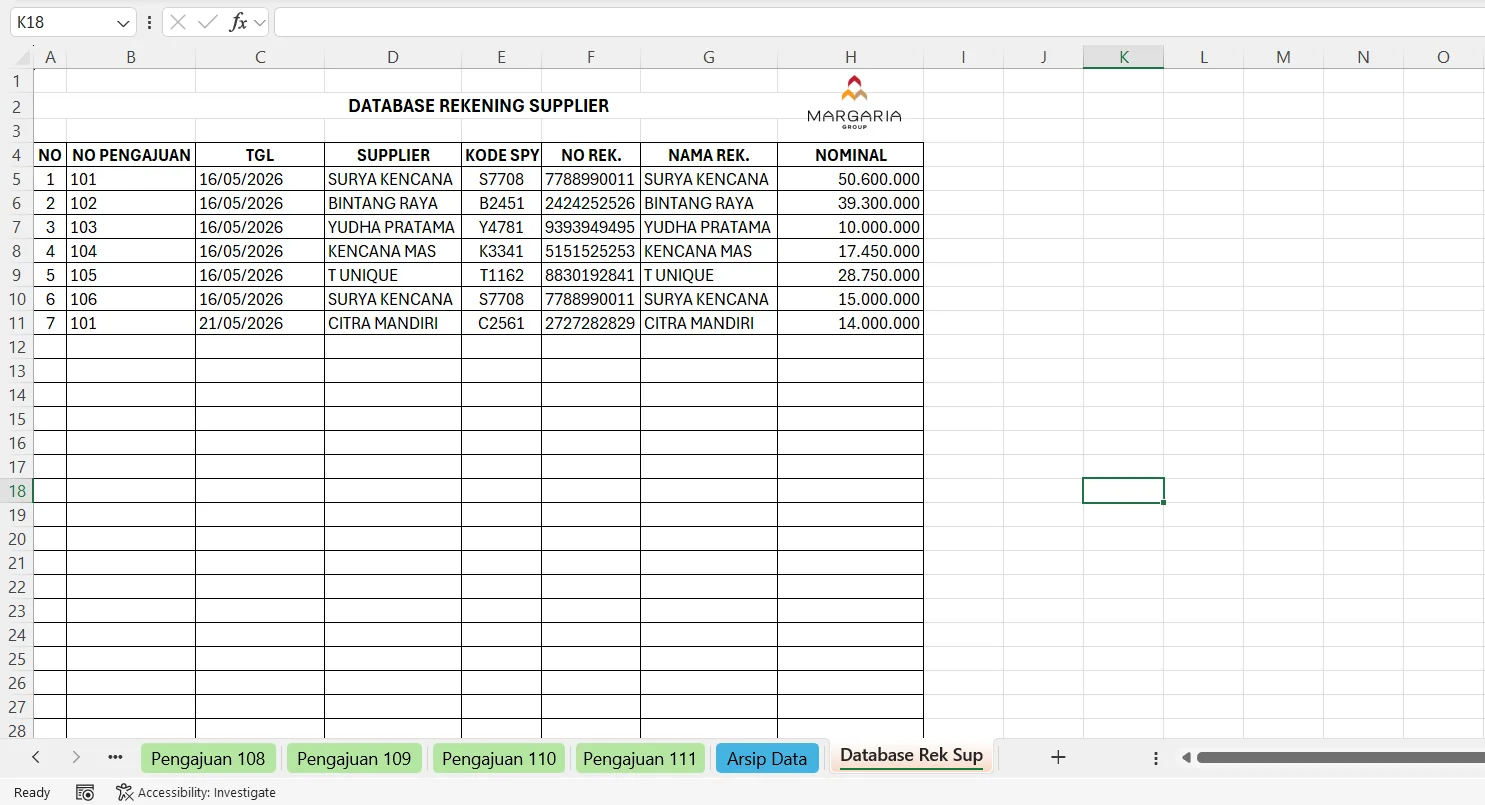 K18
fx
A B C D E F G H I J K L M N O
1
2 DATABASE REKENING SUPPLIER
MARGARIA
GROUP
3
4 NO NO PENGAJUAN TGL SUPPLIER KODE SPY NO REK. NAMA REK. NOMINAL
5 1 101 16/05/2026 SURYA KENCANA S7708 7788990011 SURYA KENCANA 50.600.000
6 2 102 16/05/2026 BINTANG RAYA B2451 2424252526 BINTANG RAYA 39.300.000
7 3 103 16/05/2026 YUDHA PRATAMA Y4781 9393949495 YUDHA PRATAMA 10.000.000
8 4 104 16/05/2026 KENCANA MAS K3341 5151525253 KENCANA MAS 17.450.000
9 5 105 16/05/2026 T UNIQUE T1162 8830192841 T UNIQUE 28.750.000
10 6 106 16/05/2026 SURYA KENCANA S7708 7788990011 SURYA KENCANA 15.000.000
11 7 101 21/05/2026 CITRA MANDIRI C2561 2727282829 CITRA MANDIRI 14.000.000
12
13
14
15
16
17
18
19
20
21
22
23
24
25
26
27
28
Pengajuan 108 Pengajuan 109 Pengajuan 110 Pengajuan 111 Arsip Data Database Rek Sup
Ready Accessibility: Investigate